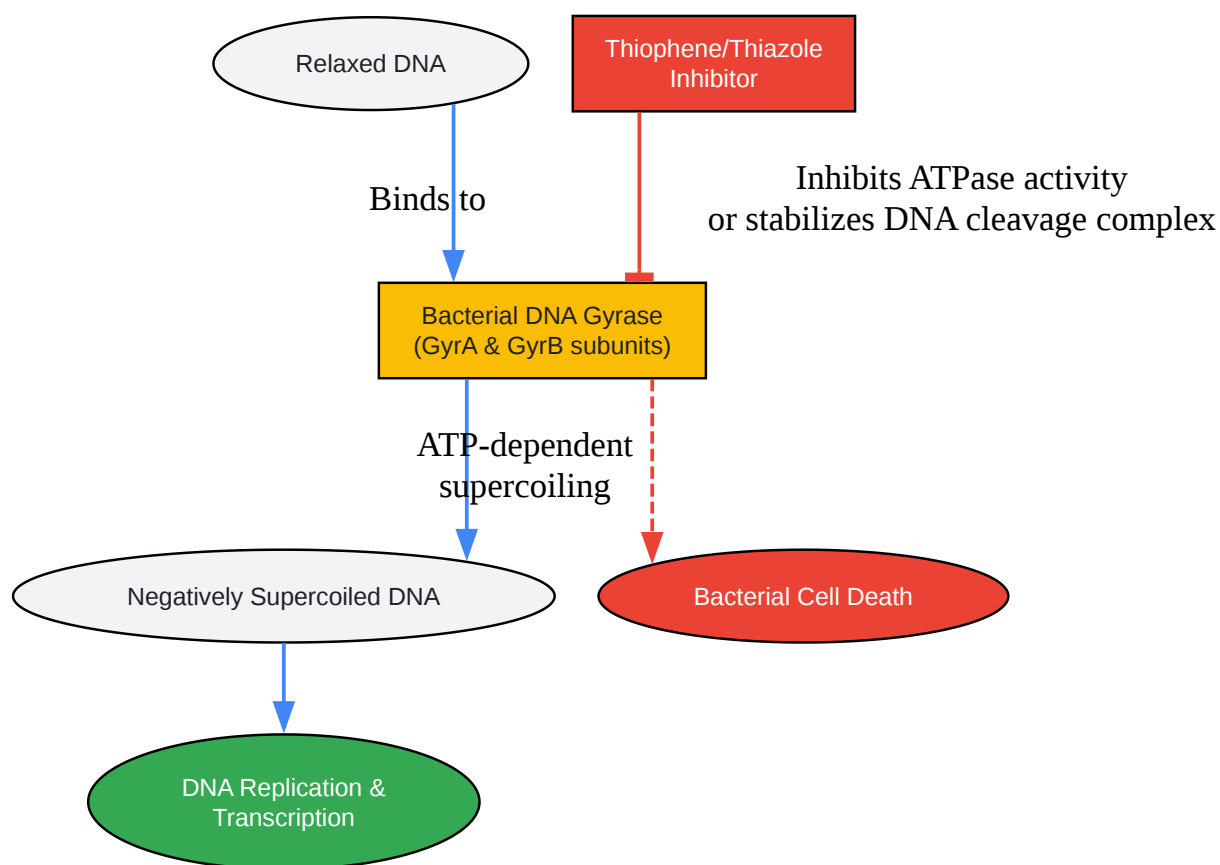 Relaxed DNA
Thiophene/Thiazole
Inhibitor
Binds to
Inhibits ATPase activity
or stabilizes DNA cleavage complex
Bacterial DNA Gyrase
(GyrA & GyrB subunits)
ATP-dependent
supercoiling
Negatively Supercoiled DNA
Bacterial Cell Death
DNA Replication &
Transcription